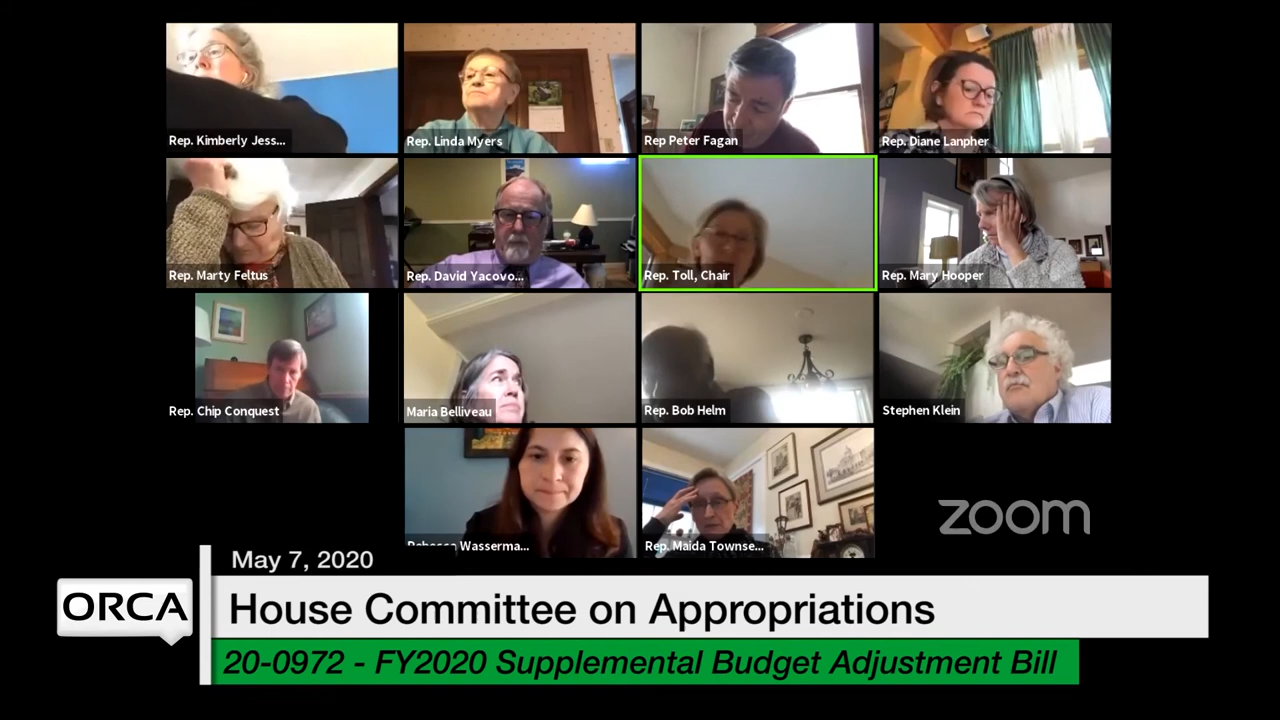 Rep. Kimberly Jess...
Rep. Linda Myers
Rep Peter Fagan
Rep. Diane Lanpher
Rep. Marty Feltus
Rep. David Yacovo...
Rep. Toll, Chair
Rep. Mary Hooper
Rep. Chip Conquest
Maria Belliveau
Rep. Bob Helm
Stephen Klein
Rebecca Wasserma...
Rep. Maida Townse...
zoom
May 7, 2020
ORCA
House Committee on Appropriations
20-0972 - FY2020 Supplemental Budget Adjustment Bill